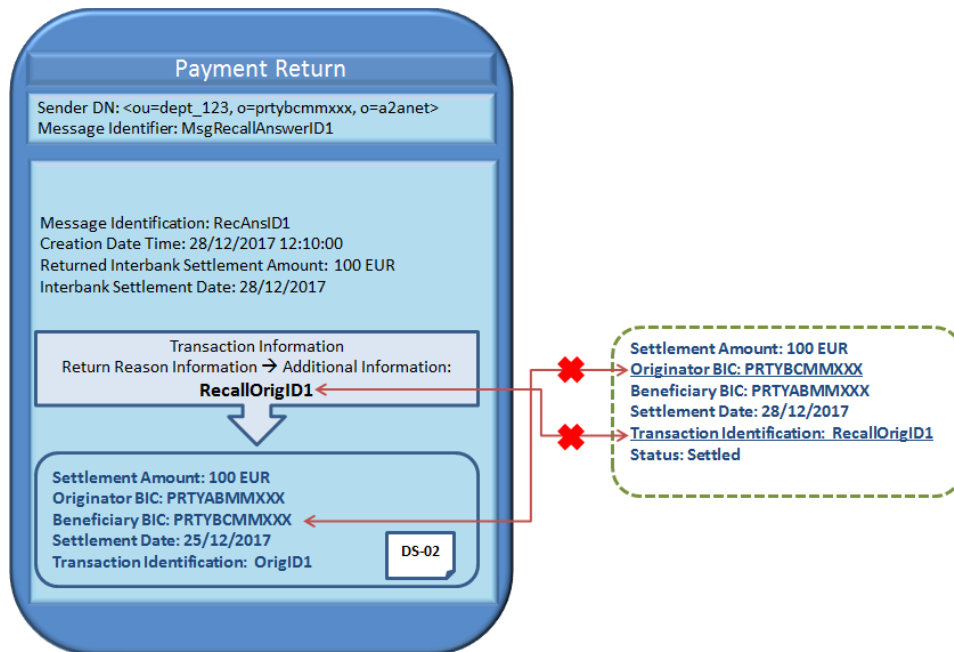 Payment Return
Sender DN: <ou=dept_123, o=prtybcmmxxx, o=a2anet>
Message Identifier: MsgRecallAnswerID1
Message Identification: RecAnsID1
Creation Date Time: 28/12/2017 12:10:00
Returned Interbank Settlement Amount: 100 EUR
Interbank Settlement Date: 28/12/2017
Transaction Information
Return Reason Information → Additional Information:
RecallOrigID1
Settlement Amount: 100 EUR
Originator BIC: PRTYABMMXXX
Beneficiary BIC: PRTYBCMMXXX
Settlement Date: 25/12/2017
Transaction Identification: OrigID1
DS-02
Settlement Amount: 100 EUR
Originator BIC: PRTYBCMMXXX
Beneficiary BIC: PRTYABMMXXX
Settlement Date: 28/12/2017
Transaction Identification: RecallOrigID1
Status: Settled